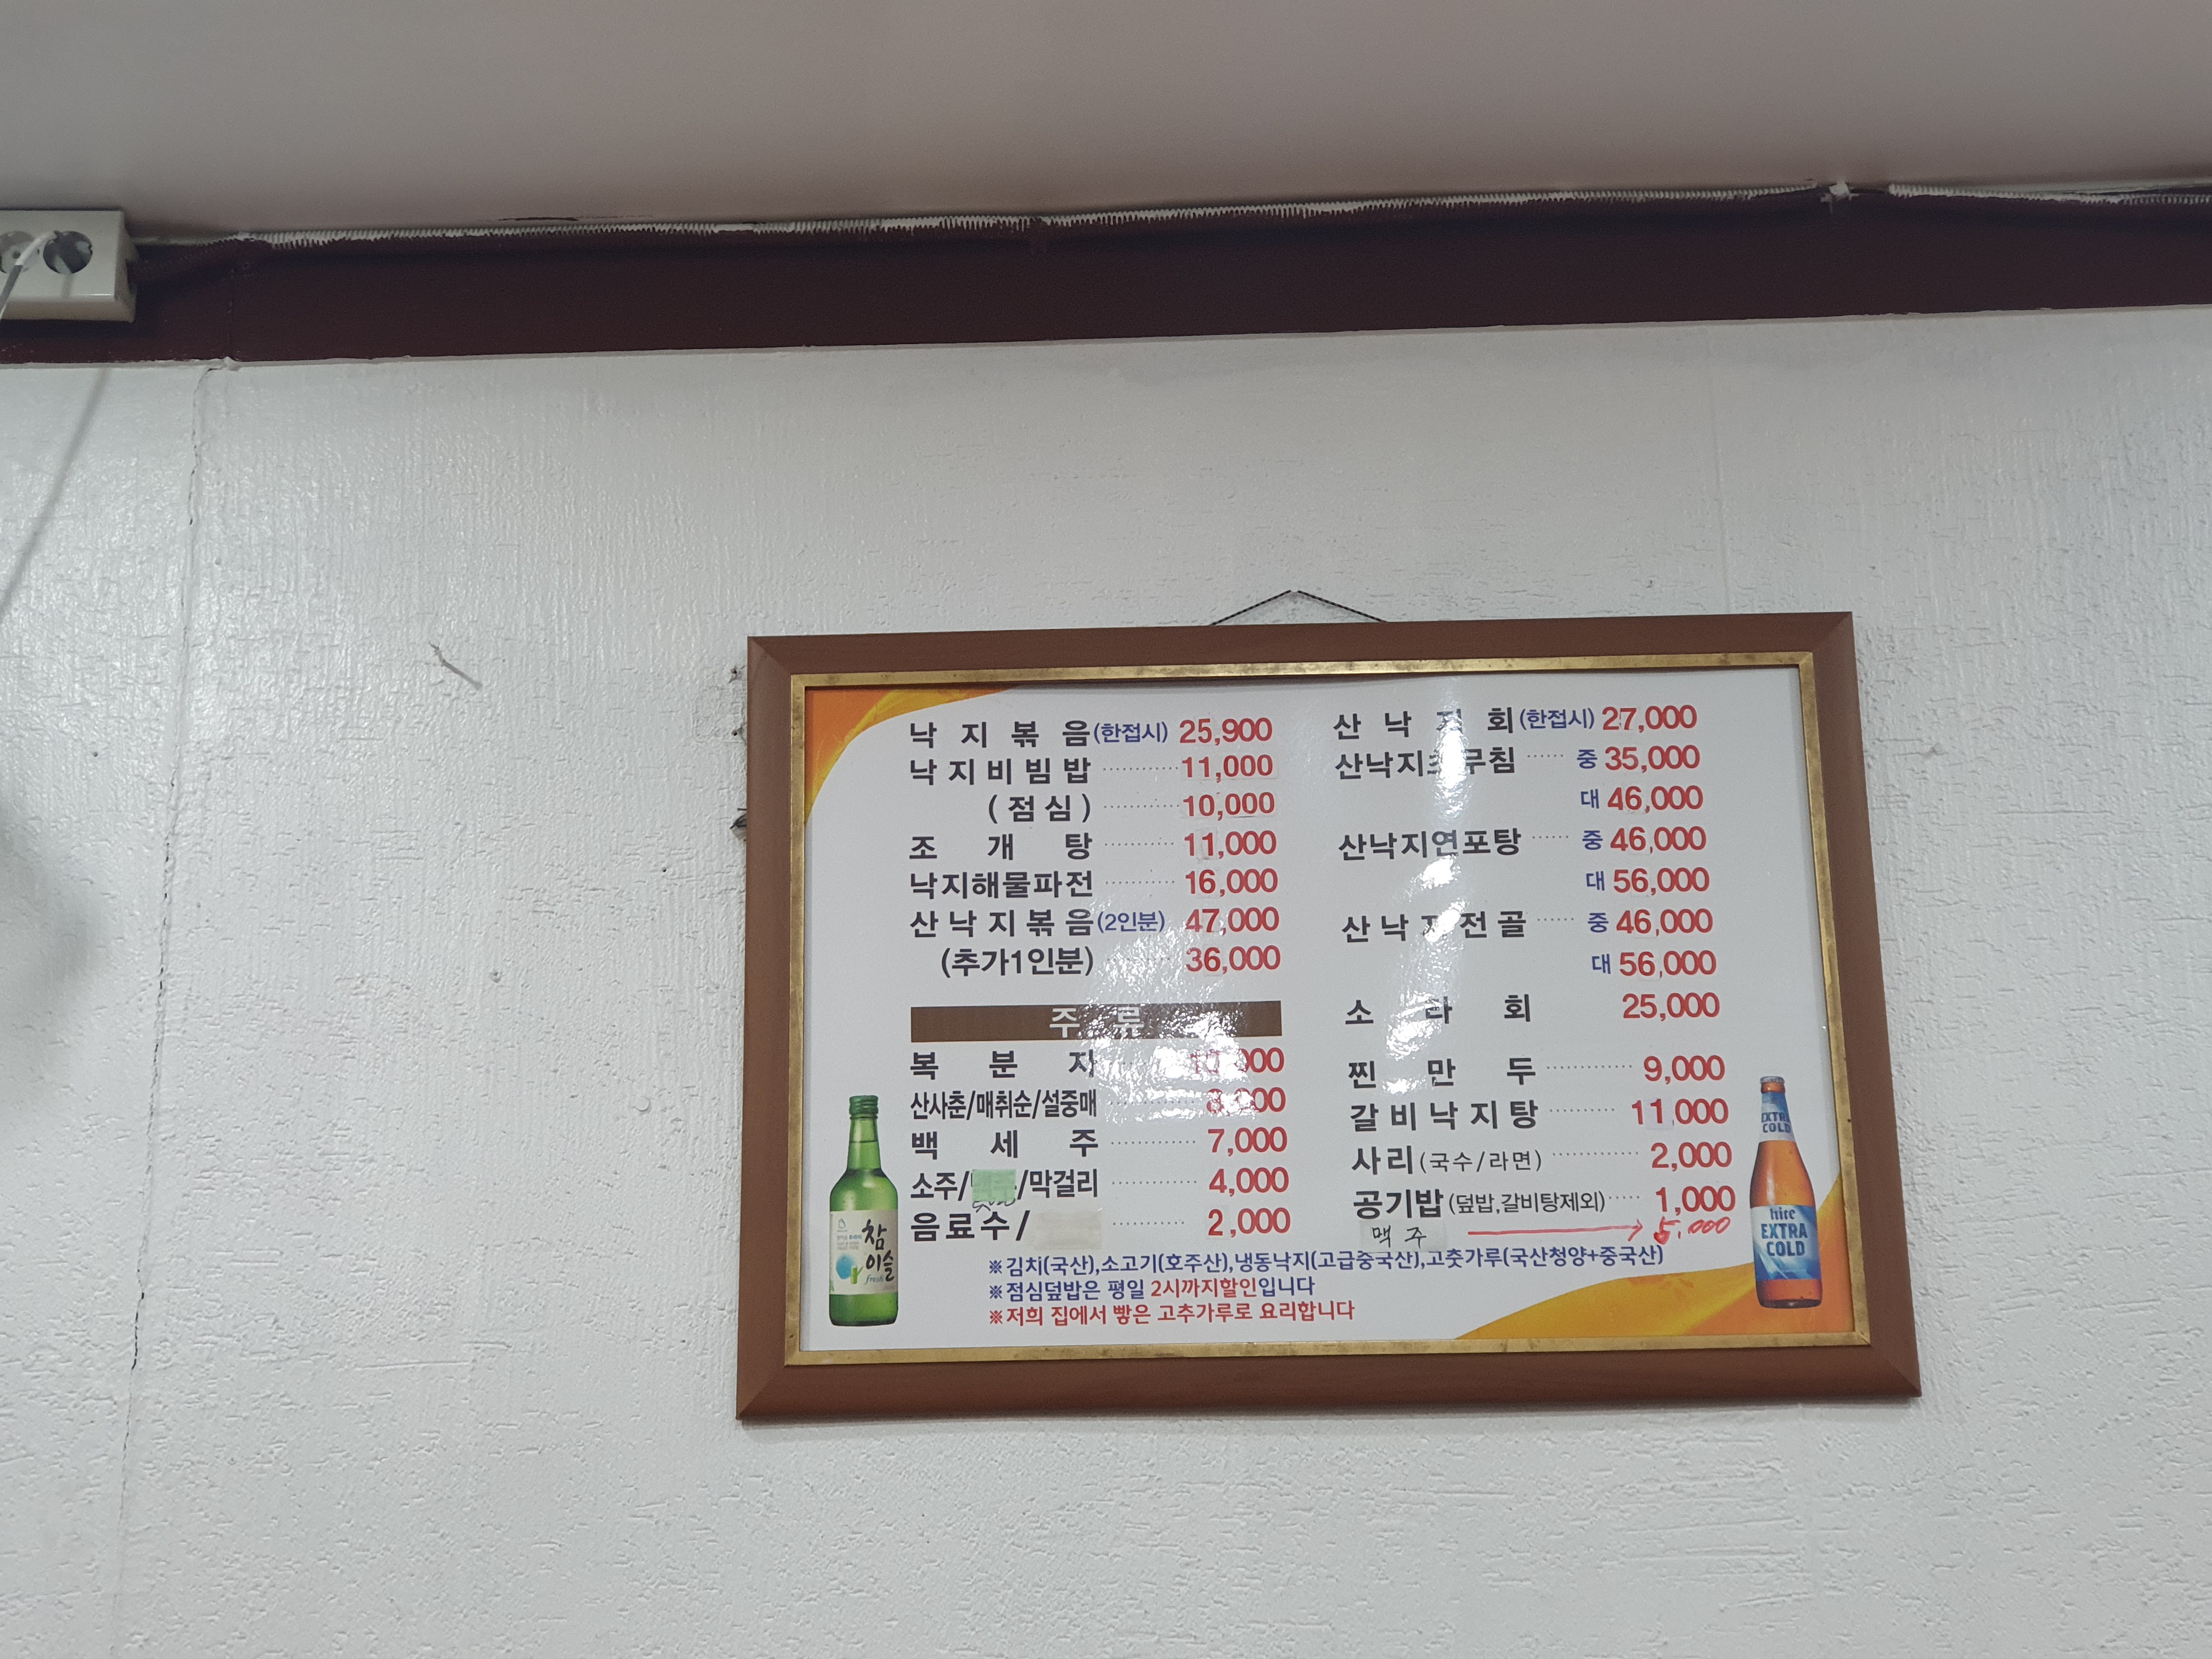 낙지볶음(한접시) 25,900
낙지비빔밥 11,000
(점심) 10,000
조개탕 11,000
낙지해물파전 16,000
산낙지볶음(2인분) 47,000
(추가1인분) 36,000
주류
복분자
산사춘/매취순/설중매
백세주 7,000
소주/ /막걸리 4,000
음료수/ 2,000
산낙지회(한접시) 27,000
산낙지초무침 중 35,000
대 46,000
산낙지연포탕 중 46,000
대 56,000
산낙지전골 중 46,000
대 56,000
소라회 25,000
찐만두 9,000
갈비낙지탕 11,000
사리(국수/라면) 2,000
공기밥(덮밥,갈비탕제외) 1,000
맥주 → 5,000
※김치(국산),소고기(호주산),냉동낙지(고급중국산),고춧가루(국산청양+중국산)
※점심덮밥은 평일 2시까지할인입니다
※저희 집에서 빻은 고추가루로 요리합니다
참이슬
fresh
EXTRA
COLD
hite
EXTRA
COLD